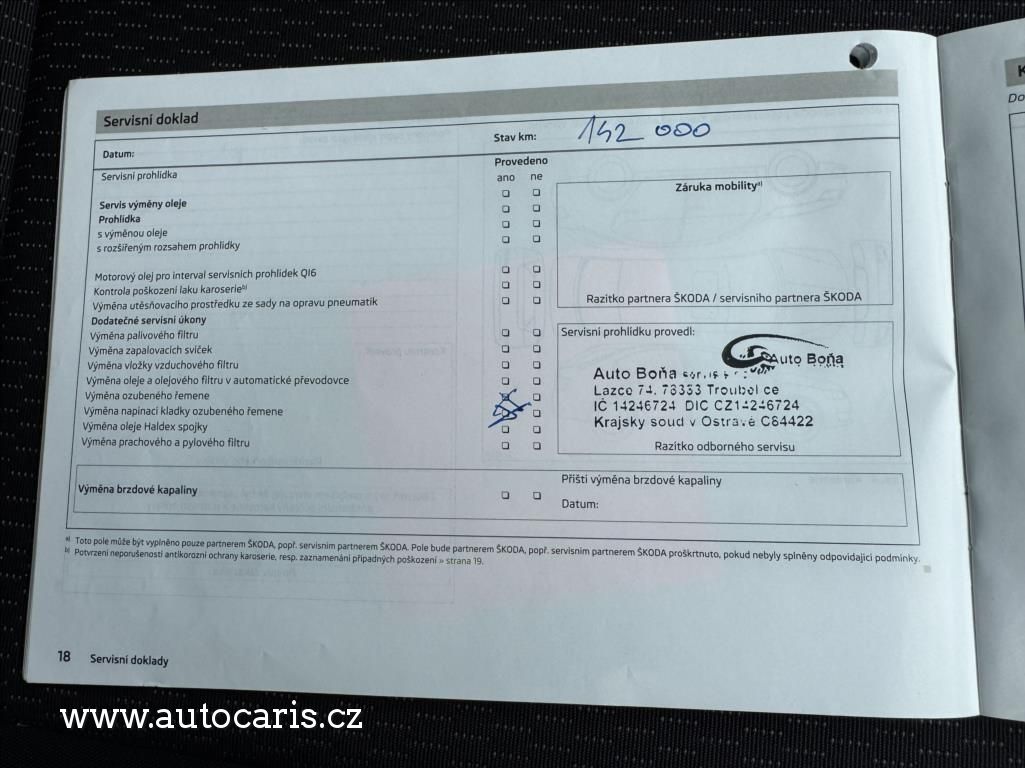 Servisní doklad
Datum:
Stav km: 142 000
Servisní prohlídka
Provedeno
ano ne
Servis výměny oleje
Prohlídka
s výměnou oleje
s rozšířeným rozsahem prohlídky
Motorový olej pro interval servisních prohlídek QI6
Kontrola poškození laku karoserie b)
Výměna utěsňovacího prostředku ze sady na opravu pneumatik
Dodatečné servisní úkony
Výměna palivového filtru
Výměna zapalovacích svíček
Výměna vložky vzduchového filtru
Výměna oleje a olejového filtru v automatické převodovce
Výměna ozubeného řemene
Výměna napínací kladky ozubeného řemene
Výměna oleje Haldex spojky
Výměna prachového a pylového filtru
Záruka mobility a)
Razítko partnera ŠKODA / servisního partnera ŠKODA
Servisní prohlídku provedl:
Auto Boňa
Auto Boňa
Lazce 74, 78383 Troubelice
IČ 14246724 DIC CZ14246724
Krajsky soud v Ostravě C84422
Razítko odborného servisu
Výměna brzdové kapaliny
Příští výměna brzdové kapaliny
Datum:
a) Toto pole může být vyplněno pouze partnerem ŠKODA, popř. servisním partnerem ŠKODA. Pole bude partnerem ŠKODA, popř. servisním partnerem ŠKODA proškrtnuto, pokud nebyly splněny odpovídající podmínky.
b) Potvrzení neporušenosti antikorozní ochrany karoserie, resp. zaznamenání případných poškození » strana 19.
18 Servisní doklady
K
Do
www.autocaris.cz